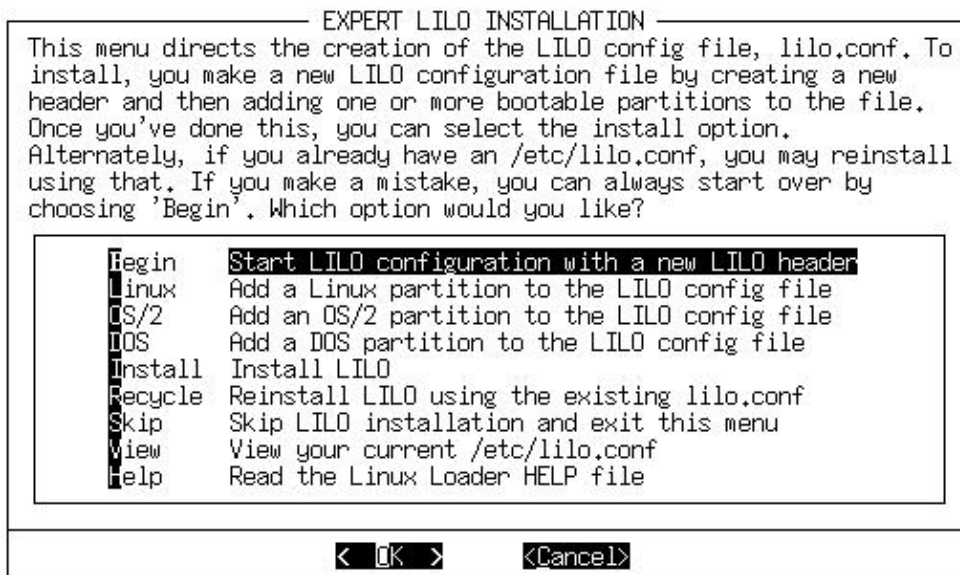 EXPERT LILO INSTALLATION
This menu directs the creation of the LILO config file, lilo.conf. To
install, you make a new LILO configuration file by creating a new
header and then adding one or more bootable partitions to the file.
Once you've done this, you can select the install option.
Alternately, if you already have an /etc/lilo.conf, you may reinstall
using that. If you make a mistake, you can always start over by
choosing 'Begin'. Which option would you like?
Begin Start LILO configuration with a new LILO header
Linux Add a Linux partition to the LILO config file
OS/2 Add an OS/2 partition to the LILO config file
DOS Add a DOS partition to the LILO config file
Install Install LILO
Recycle Reinstall LILO using the existing lilo.conf
Skip Skip LILO installation and exit this menu
View View your current /etc/lilo.conf
Help Read the Linux Loader HELP file
< OK > <Cancel>